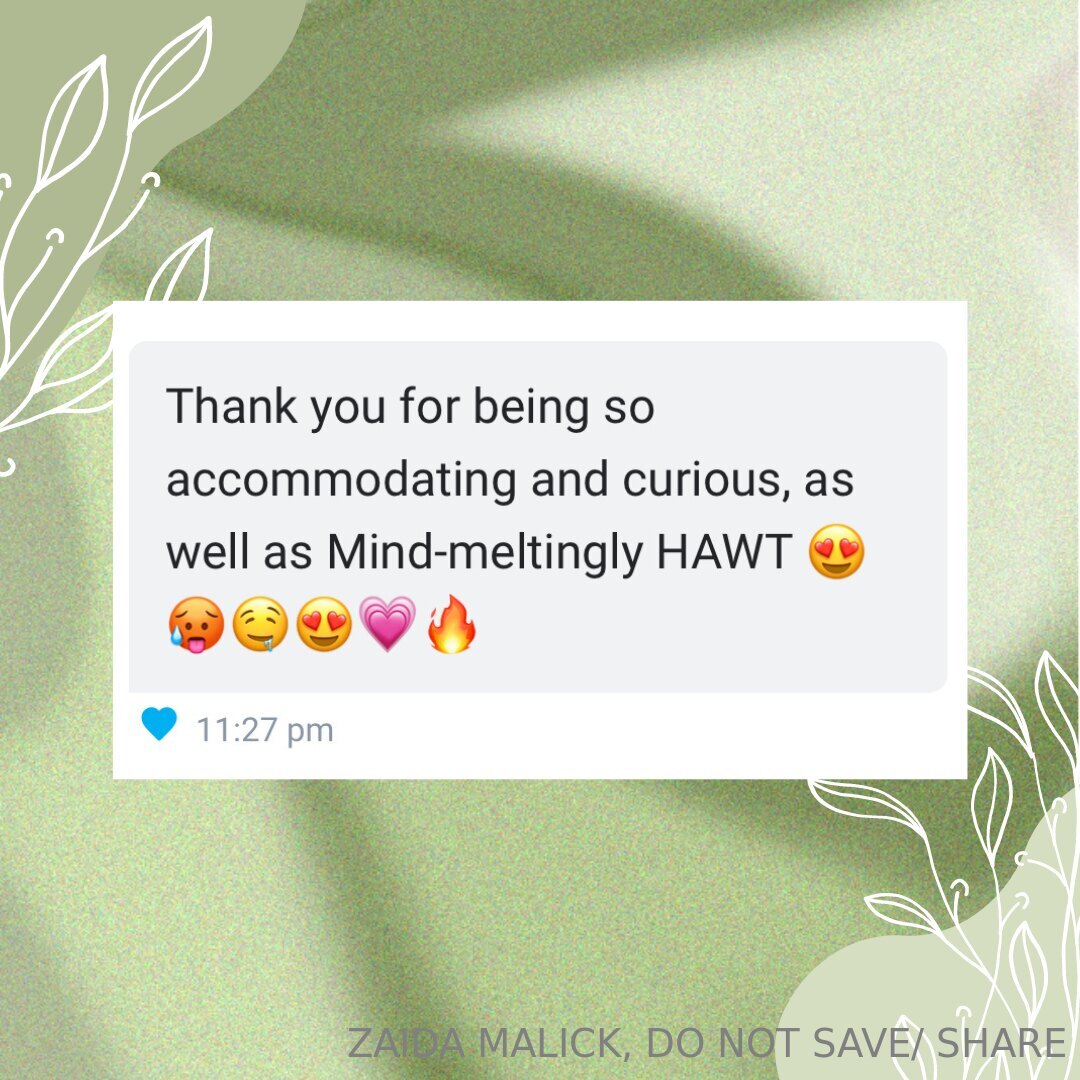 Thank you for being so
accommodating and curious, as
well as Mind-meltingly HAWT 😍
🥵🤤😍💗🔥
11:27 pm
ZAIDA MALICK, DO NOT SAVE/ SHARE